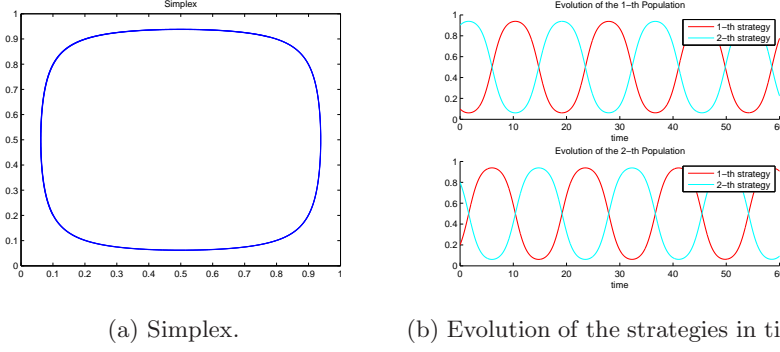 Simplex
1
0.9
0.8
0.7
0.6
0.5
0.4
0.3
0.2
0.1
0
0 0.1 0.2 0.3 0.4 0.5 0.6 0.7 0.8 0.9 1
(a) Simplex.
Evolution of the 1−th Population
1
0.8
0.6
0.4
0.2
0
1−th strategy
2−th strategy
0 10 20 30 40 50 60
time
Evolution of the 2−th Population
1
0.8
0.6
0.4
0.2
0
1−th strategy
2−th strategy
0 10 20 30 40 50 60
time
(b) Evolution of the strategies in